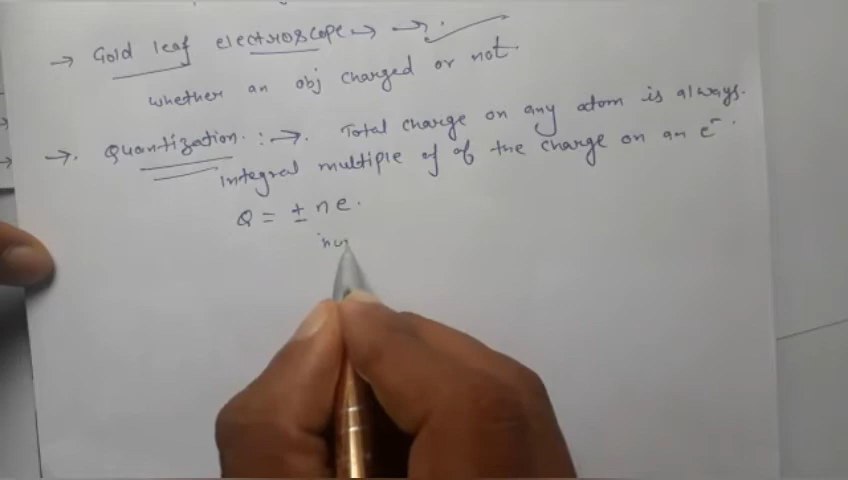 → Gold leaf electroscope → →.
whether an obj charged or not.
→. Quantization. : →. Total charge on any atom is always.
Integral multiple of of the charge on an e⁻.
Q = ± ne.